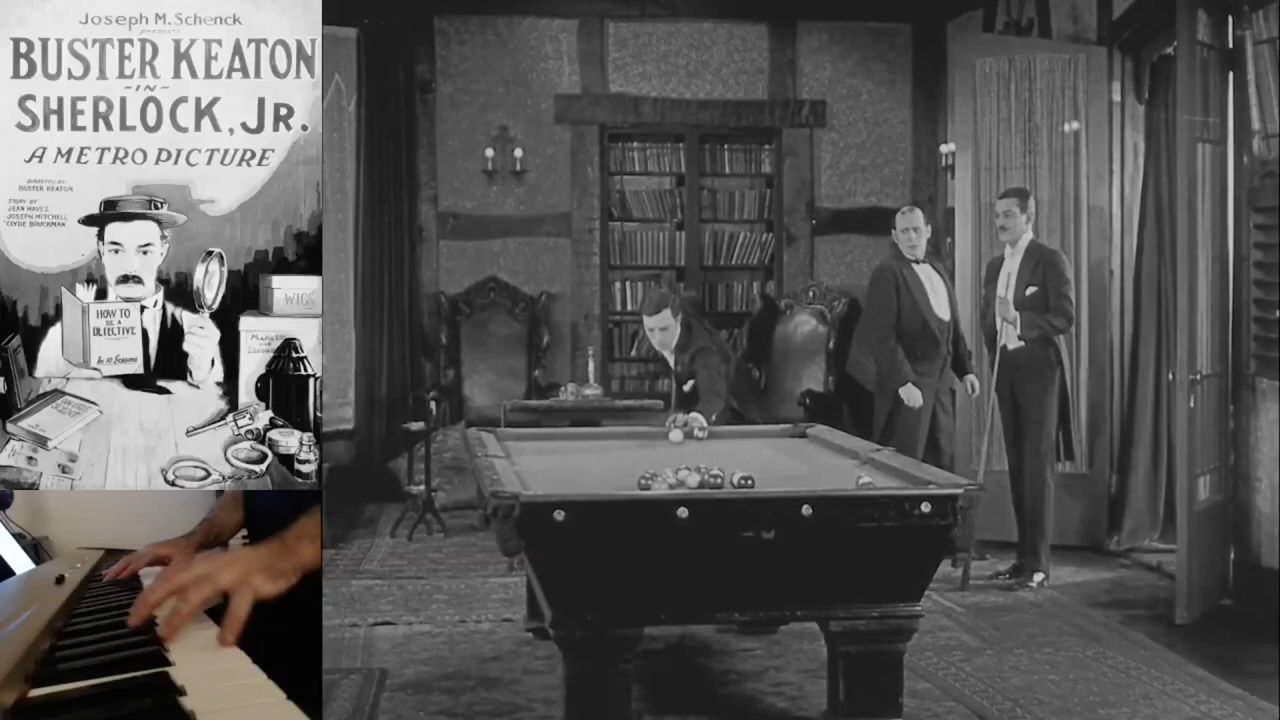 Joseph M. Schenck
presents
BUSTER KEATON
-IN-
SHERLOCK, JR.
A METRO PICTURE
DIRECTED BY
BUSTER KEATON
STORY BY
JEAN HAVEZ
JOSEPH MITCHELL
CLYDE BRUCKMAN
WIGS
HOW TO
BE A
DETECTIVE
In 10 Lessons